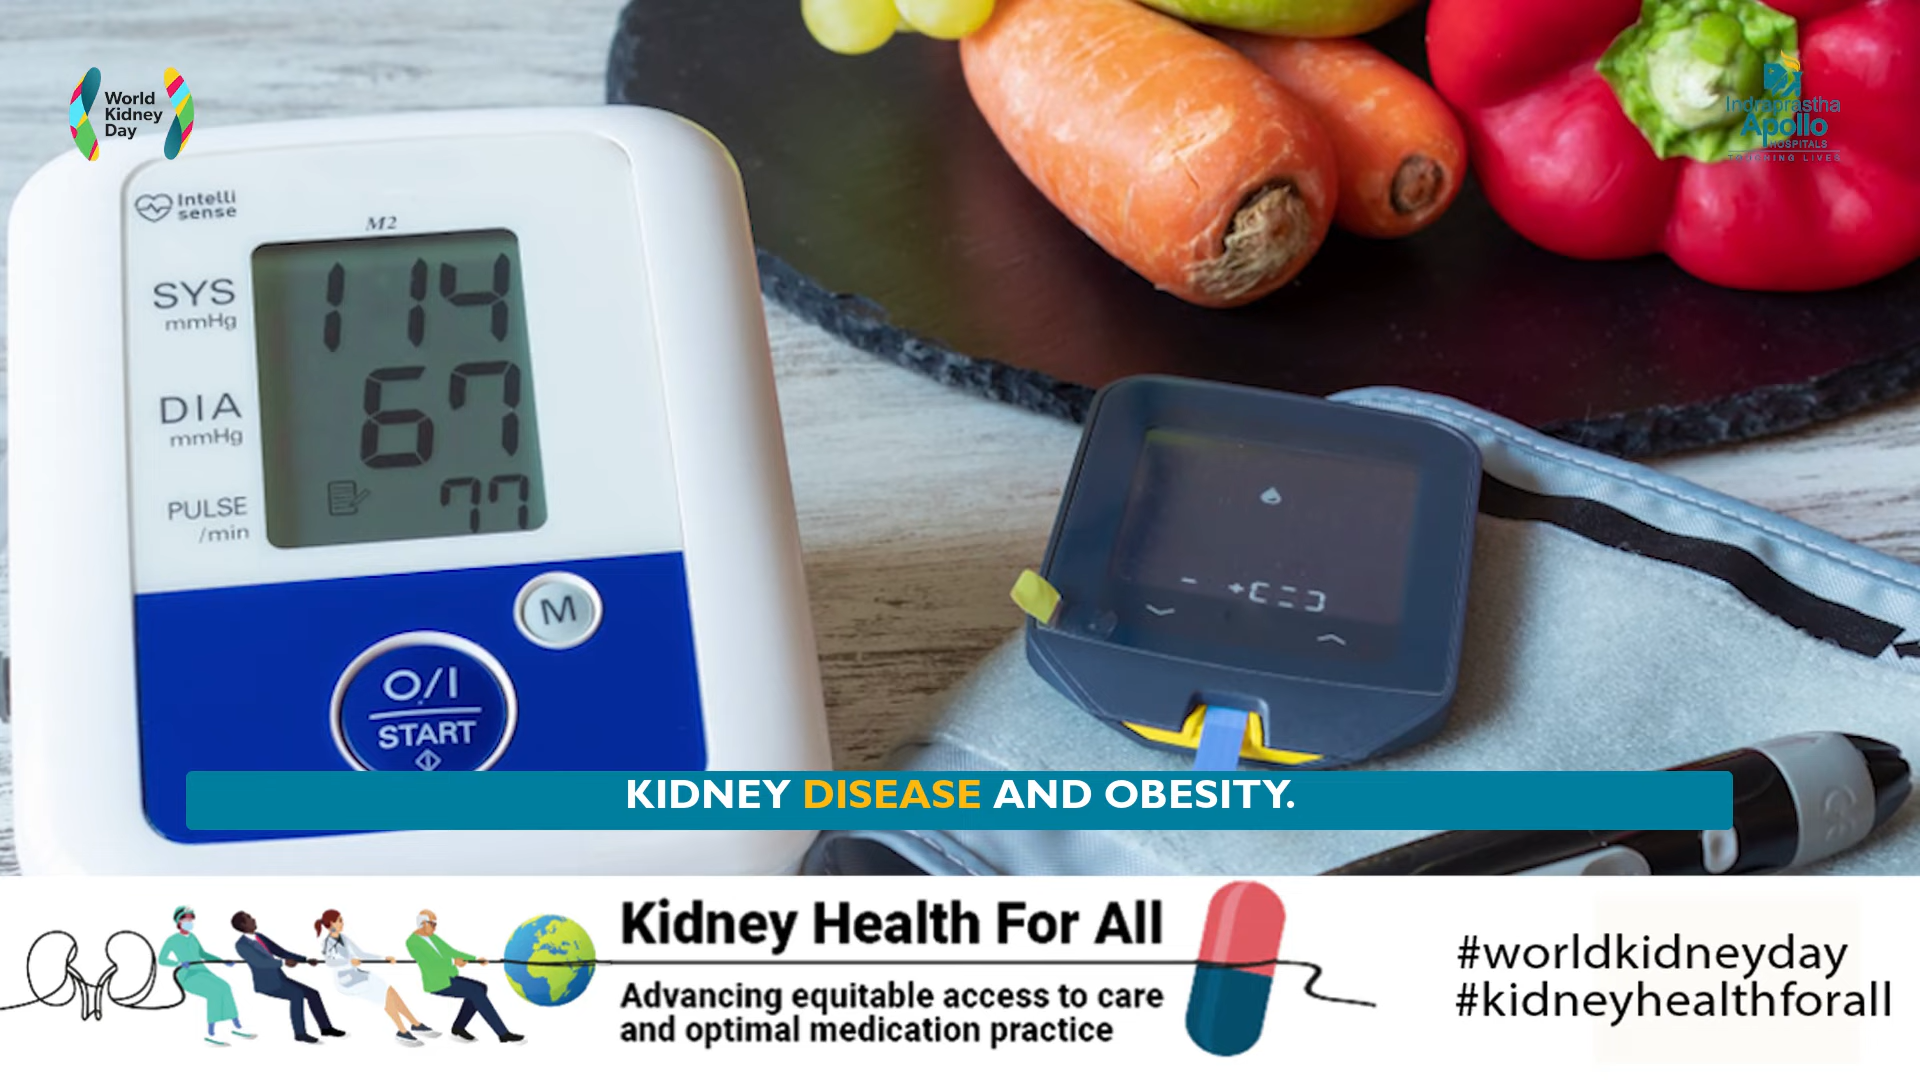 World
Kidney
Day
Indraprastha
Apollo
HOSPITALS
TOUCHING LIVES
Intelli
sense
M2
SYS
mmHg
114
DIA
mmHg
67
PULSE
/min
77
M
O/I
START
KIDNEY DISEASE AND OBESITY.
Kidney Health For All
Advancing equitable access to care
and optimal medication practice
#worldkidneyday
#kidneyhealthforall